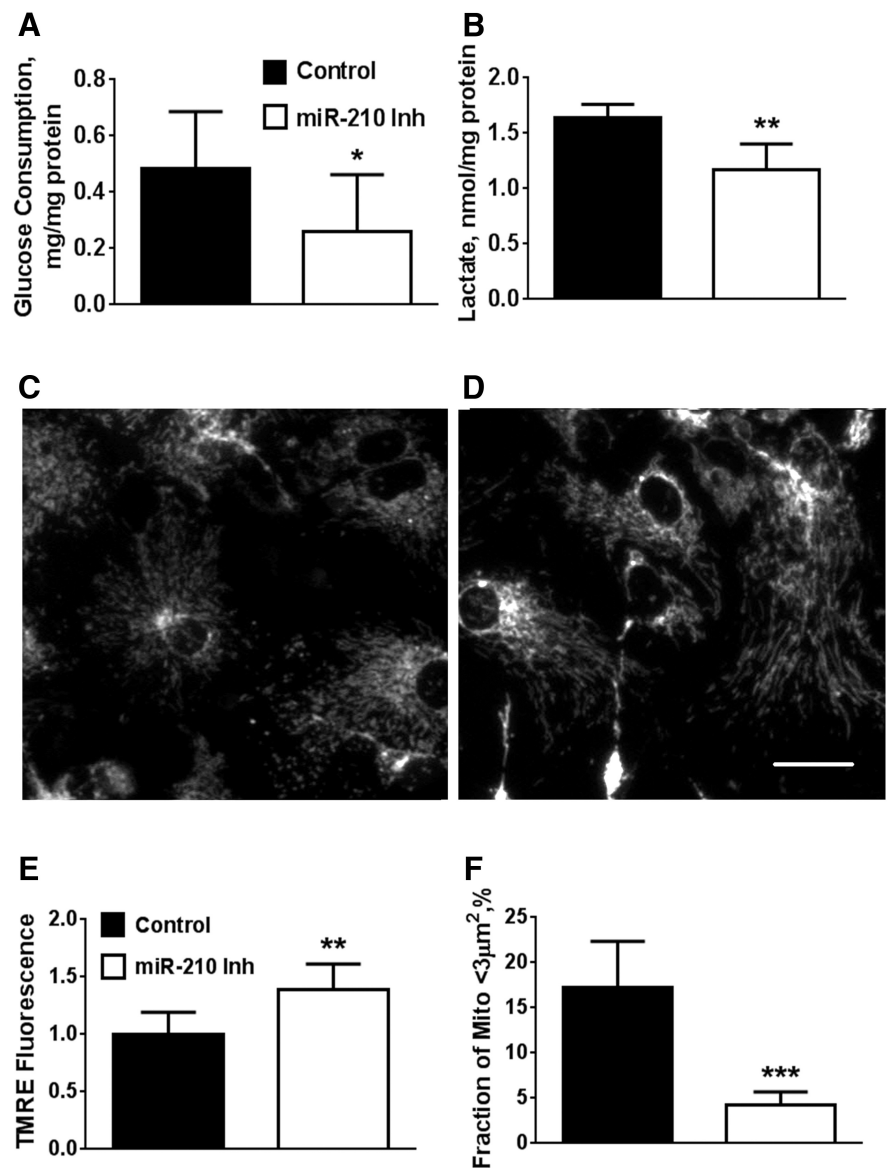 A
Glucose Consumption,
mg/mg protein
0.8
0.6
0.4
0.2
0.0
Control
miR-210 Inh
*
B
Lactate, nmol/mg protein
2.0
1.5
1.0
0.5
0.0
**
C
D
E
TMRE Fluorescence
2.0
1.5
1.0
0.5
0.0
Control
miR-210 Inh
**
F
Fraction of Mito <3µm²,%
25
20
15
10
5
0
***